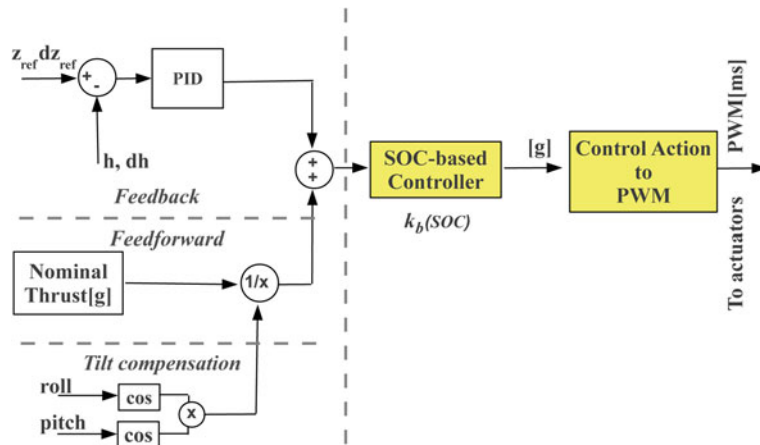 z_ref dz_ref
+
-
PID
h, dh
Feedback
+
+
SOC-based
Controller
k_b(SOC)
[g]
Control Action
to
PWM
PWM[ms]
To actuators
Feedforward
Nominal
Thrust[g]
1/x
Tilt compensation
roll
cos
x
pitch
cos